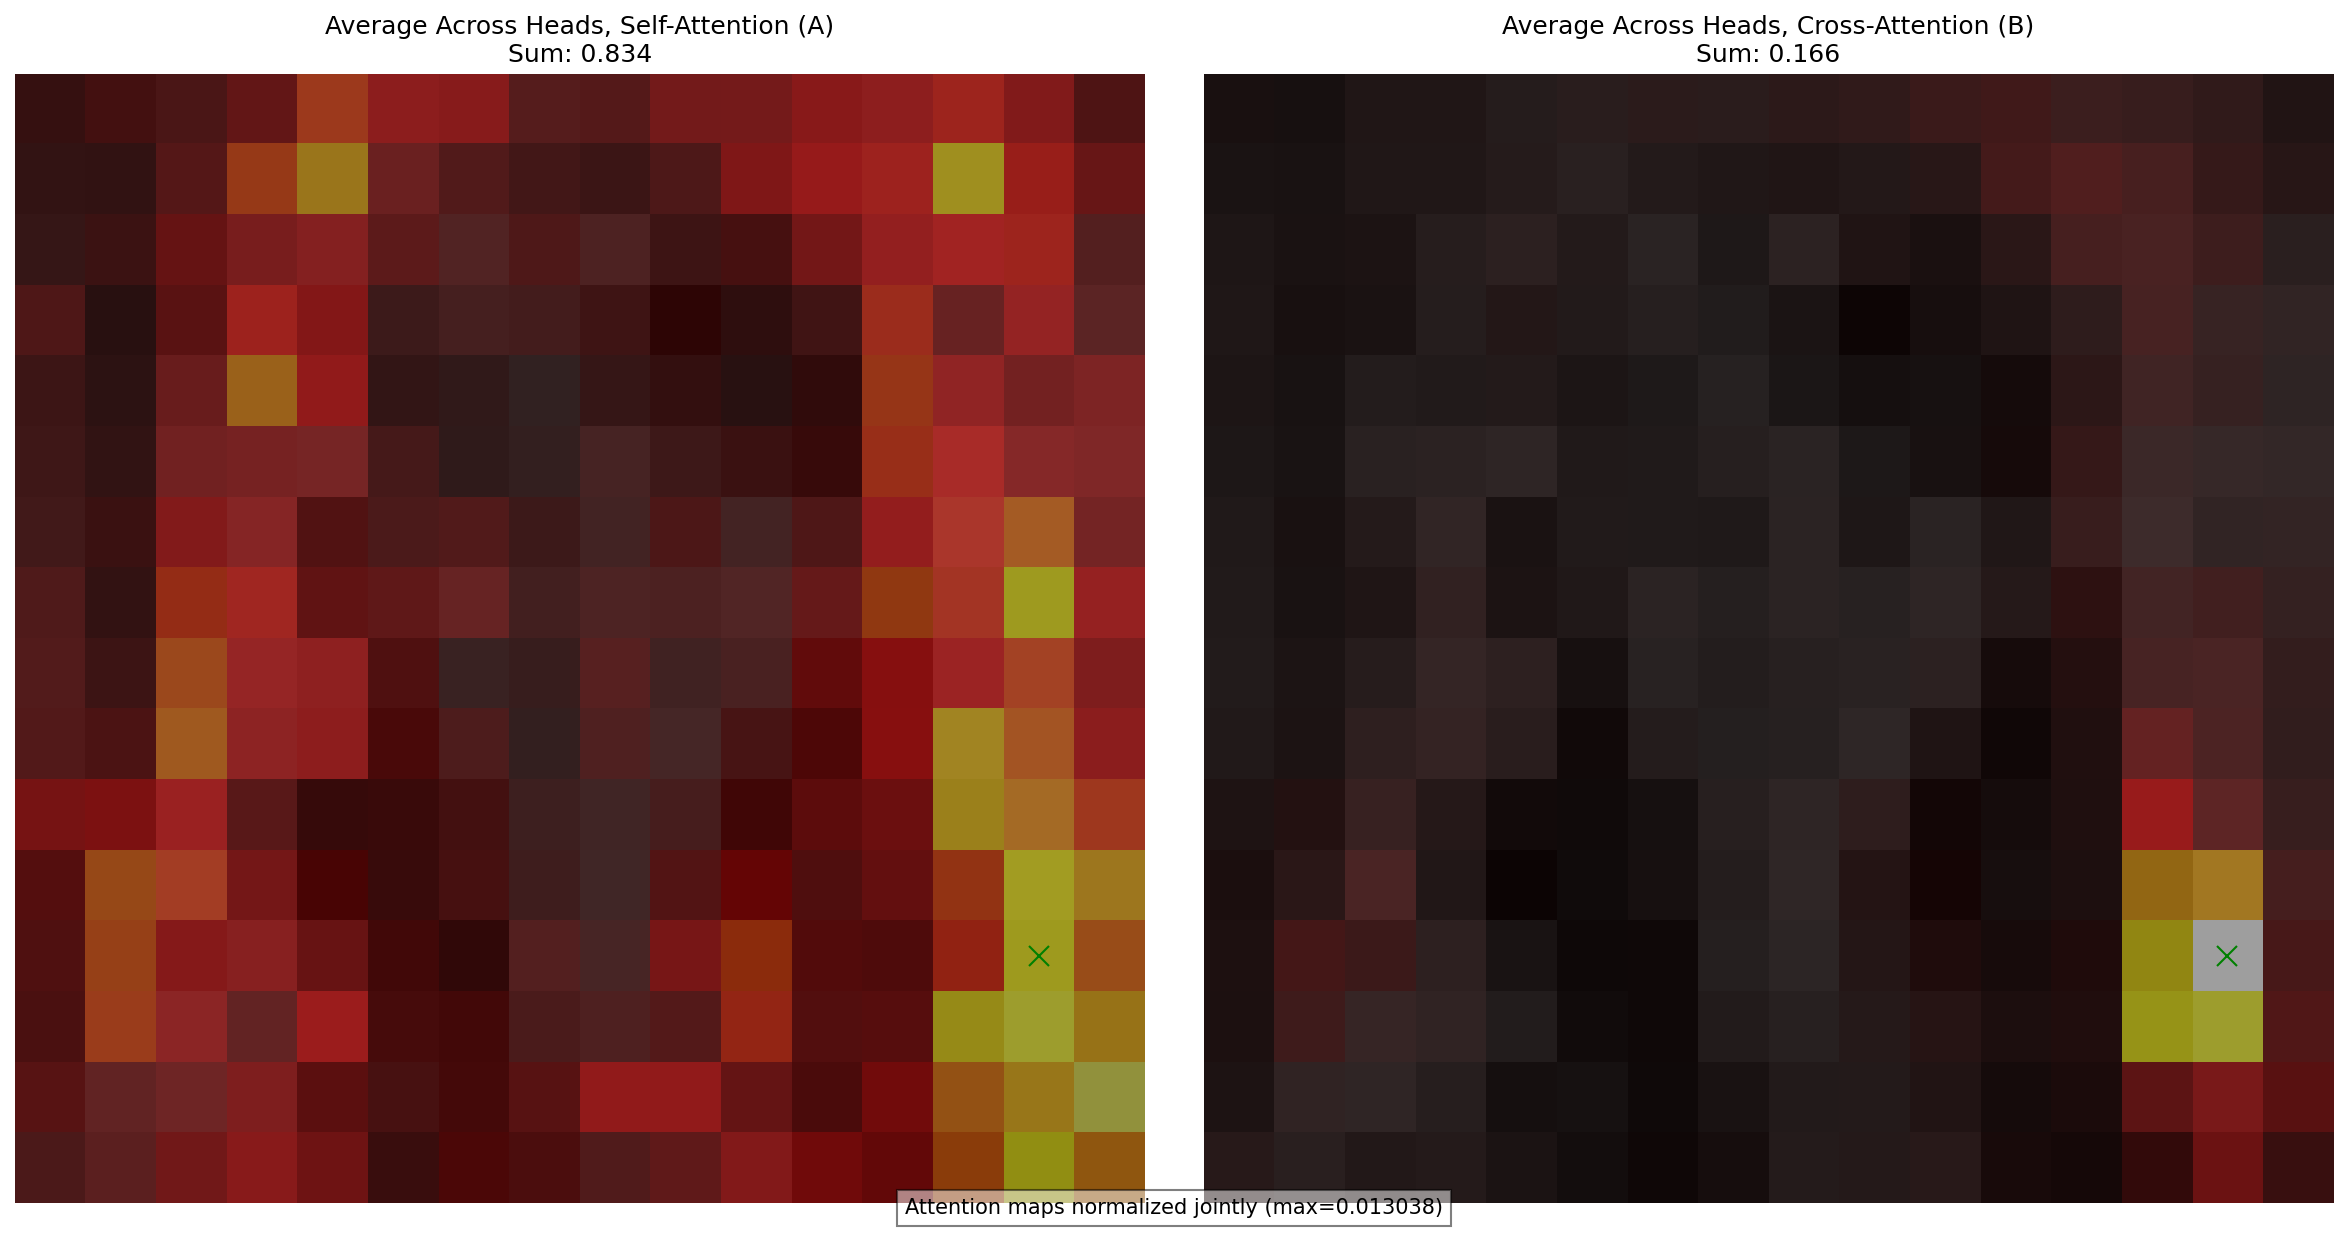 Average Across Heads, Self-Attention (A)
Sum: 0.834
Average Across Heads, Cross-Attention (B)
Sum: 0.166
Attention maps normalized jointly (max=0.013038)